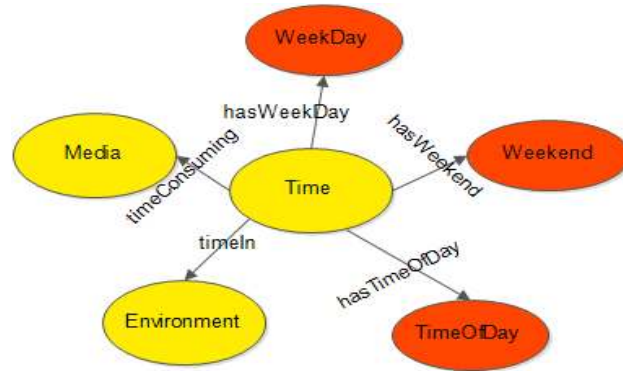 WeekDay
hasWeekDay
hasWeekend
Media
Weekend
timeConsuming
Time
timeIn
hasTimeOfDay
Environment
TimeOfDay